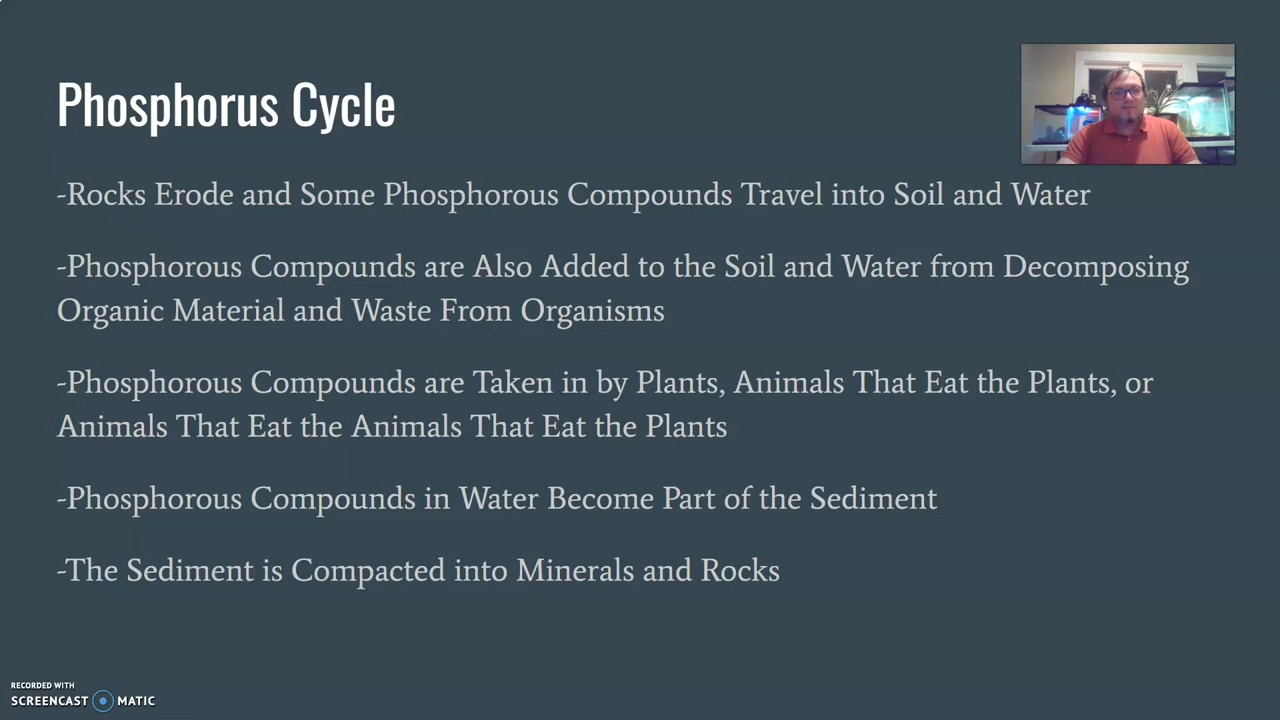 Phosphorus Cycle
-Rocks Erode and Some Phosphorous Compounds Travel into Soil and Water
-Phosphorous Compounds are Also Added to the Soil and Water from Decomposing
Organic Material and Waste From Organisms
-Phosphorous Compounds are Taken in by Plants, Animals That Eat the Plants, or
Animals That Eat the Animals That Eat the Plants
-Phosphorous Compounds in Water Become Part of the Sediment
-The Sediment is Compacted into Minerals and Rocks
RECORDED WITH
SCREENCAST MATIC